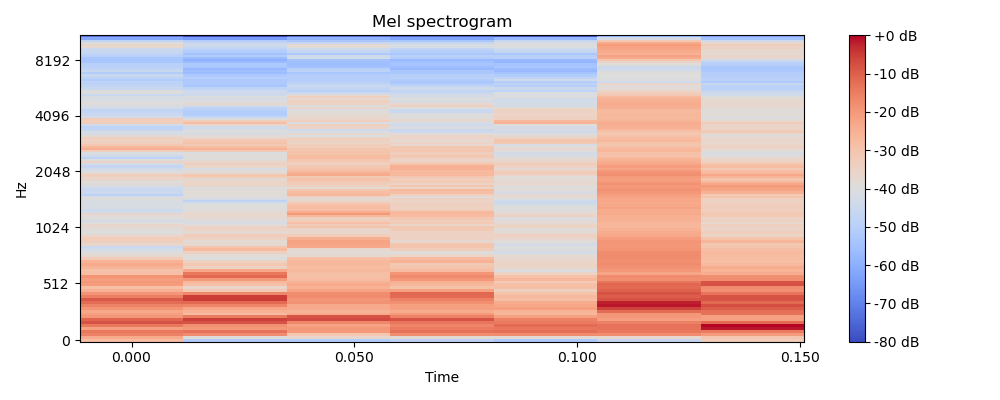 Mel spectrogram
Hz
8192
4096
2048
1024
512
0
0.000
0.050
0.100
0.150
Time
+0 dB
-10 dB
-20 dB
-30 dB
-40 dB
-50 dB
-60 dB
-70 dB
-80 dB